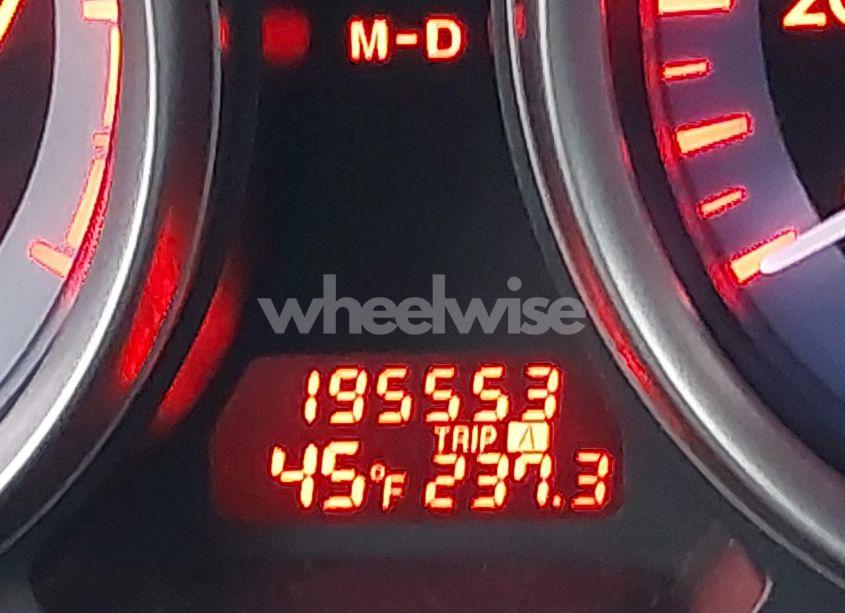 M-D
wheelwise
195553
TRIP A
45°F 237.3